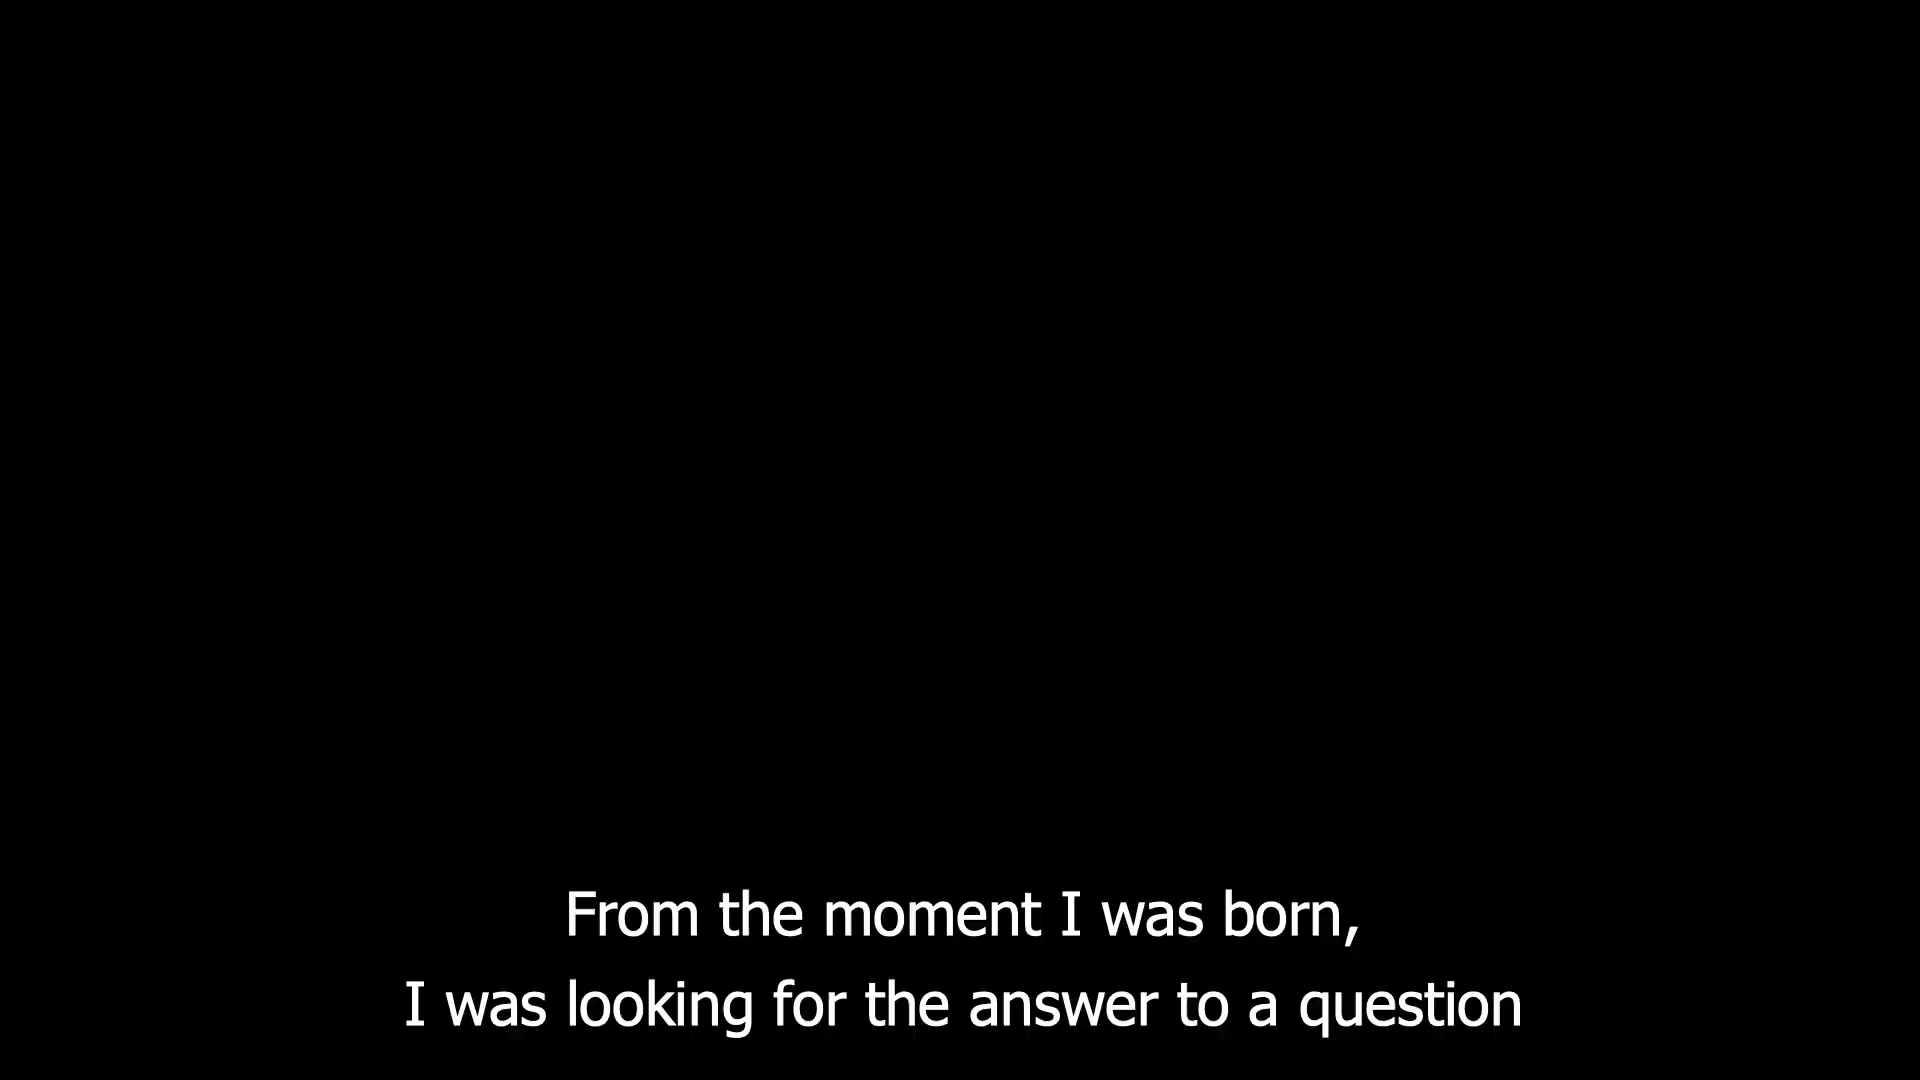 From the moment I was born,
I was looking for the answer to a question